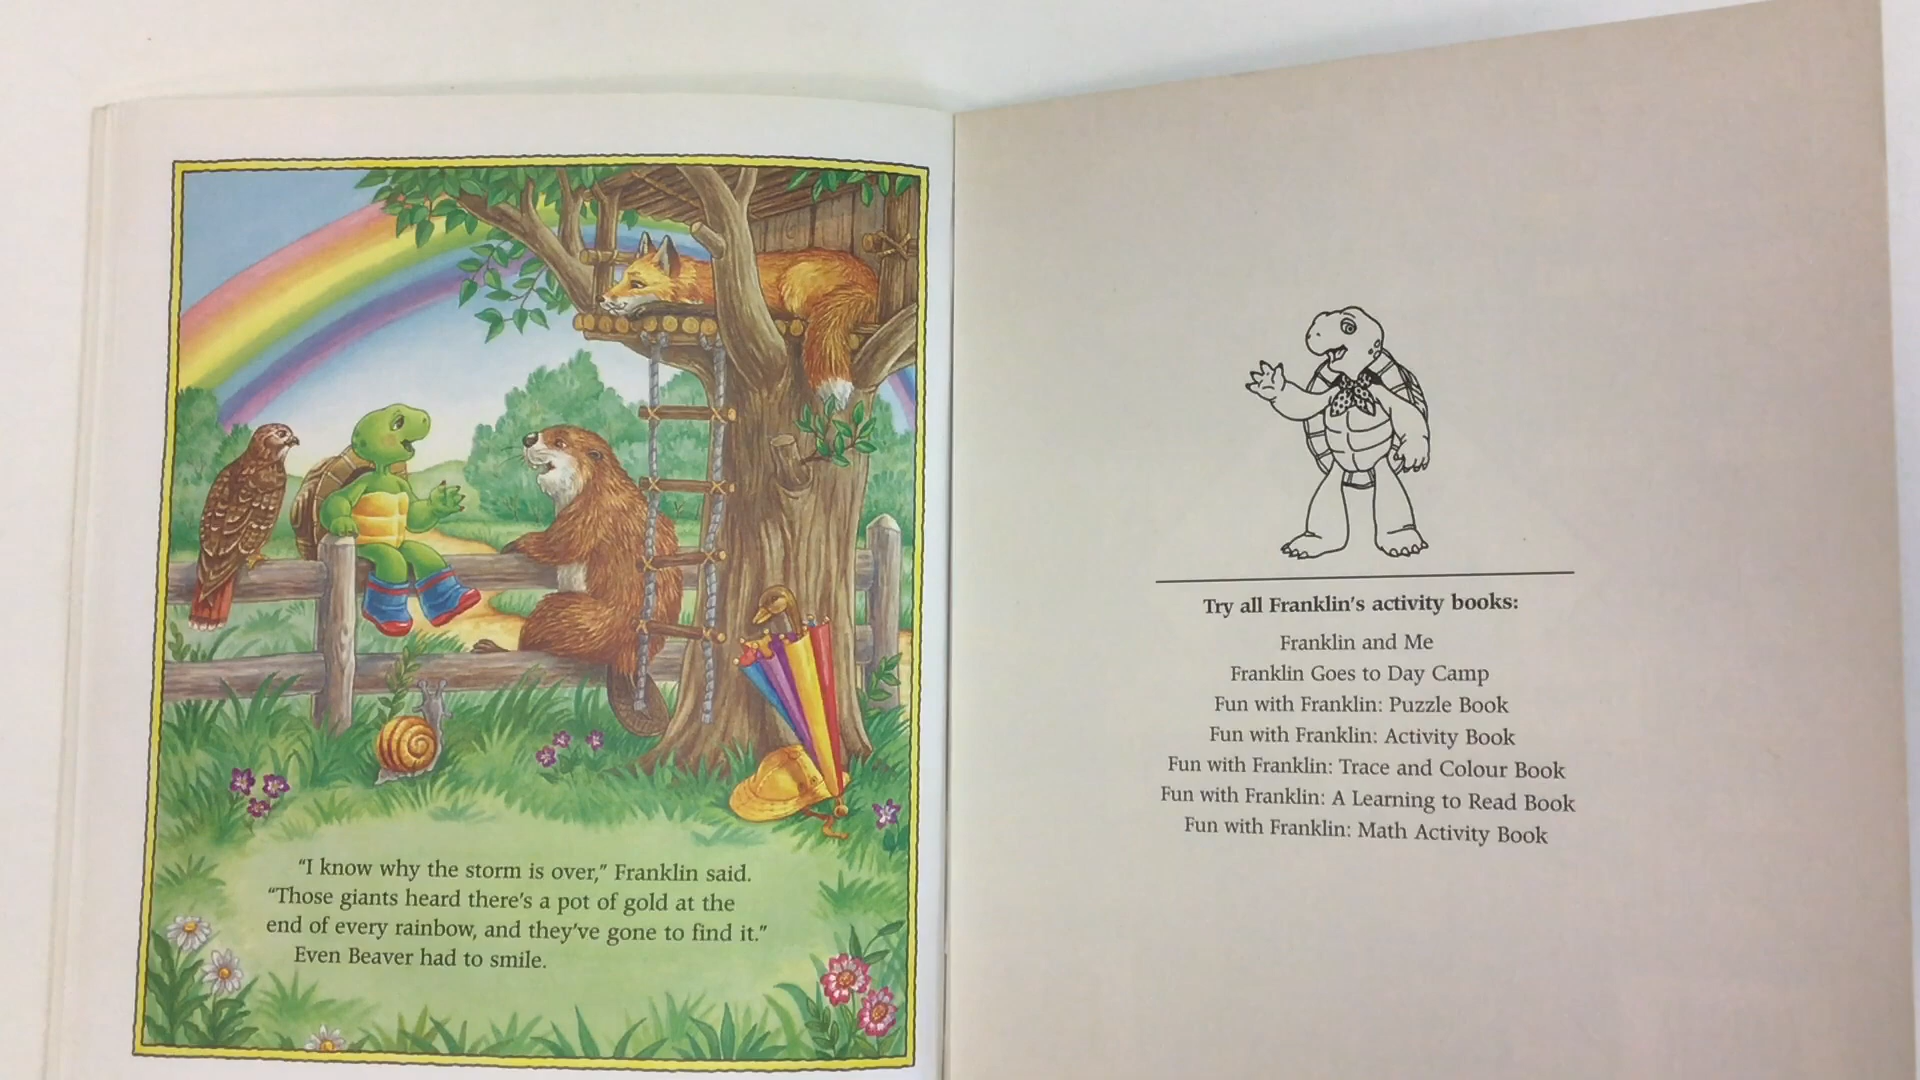 “I know why the storm is over,” Franklin said.
“Those giants heard there’s a pot of gold at the
end of every rainbow, and they’ve gone to find it.”
Even Beaver had to smile.
Try all Franklin’s activity books:
Franklin and Me
Franklin Goes to Day Camp
Fun with Franklin: Puzzle Book
Fun with Franklin: Activity Book
Fun with Franklin: Trace and Colour Book
Fun with Franklin: A Learning to Read Book
Fun with Franklin: Math Activity Book